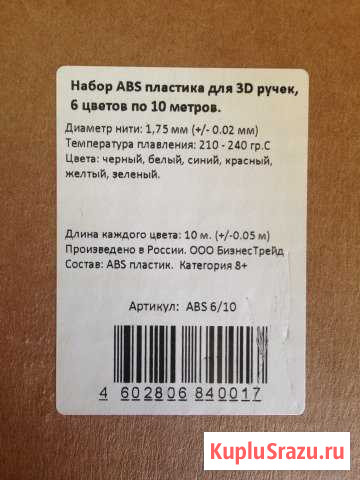 Набор ABS пластика для 3D ручек,
6 цветов по 10 метров.
Диаметр нити: 1,75 мм (+/- 0.02 мм)
Температура плавления: 210 - 240 гр.С
Цвета: черный, белый, синий, красный,
желтый, зеленый.
Длина каждого цвета: 10 м. (+/-0.05 м)
Произведено в России. ООО БизнесТрейд
Состав: ABS пластик.  Категория 8+
Артикул:  ABS 6/10
4 602806 840017
KupluSrazu.ru